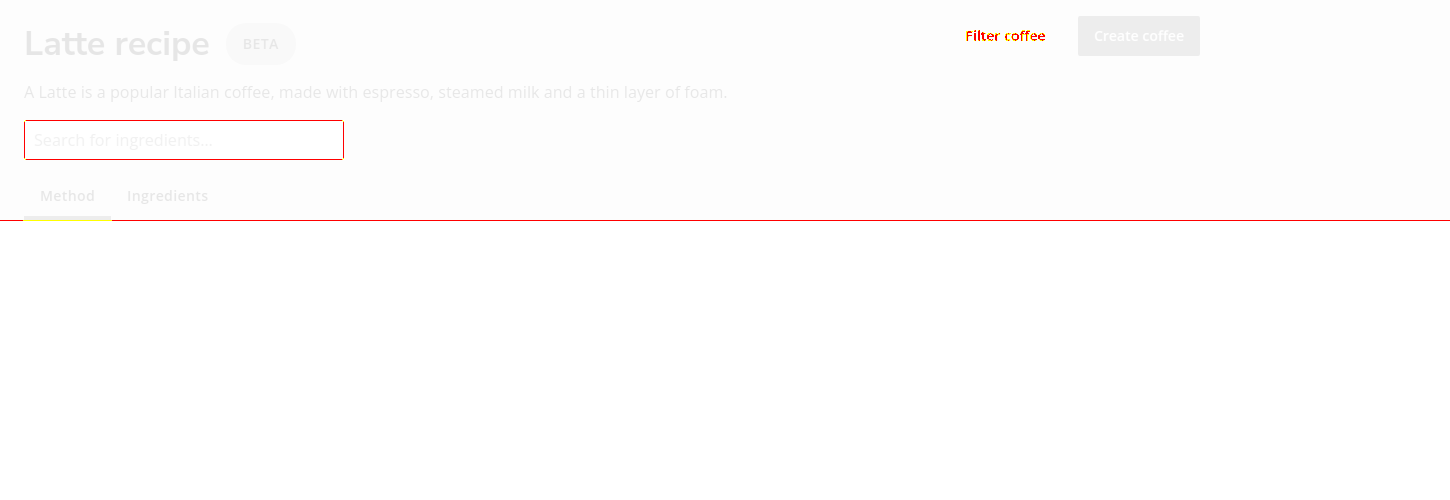 Latte recipe BETA
Filter coffee
Create coffee
A Latte is a popular Italian coffee, made with espresso, steamed milk and a thin layer of foam.
Search for ingredients...
Method Ingredients